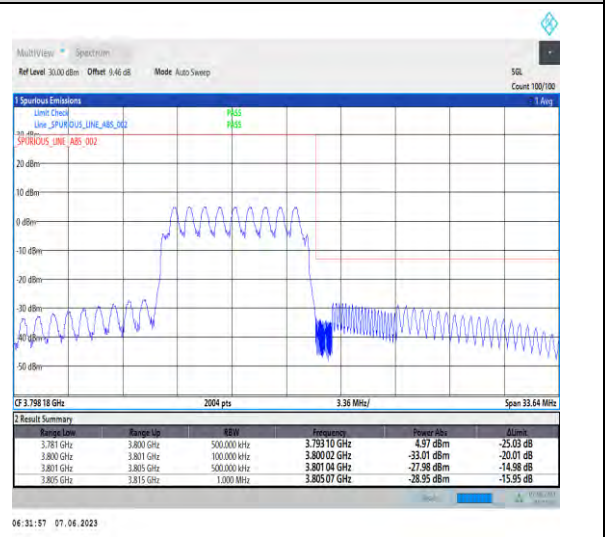 MultiView Spectrum
Ref Level 30.00 dBm Offset 9.46 dB Mode Auto Sweep SGL
Count 100/100
1 Spurious Emissions 1 Avg
Limit Check PASS
Line _SPURIOUS_LINE_ABS_002 PASS
30 dBm
_SPURIOUS_LINE_ABS_002
20 dBm
10 dBm
0 dBm
-10 dBm
-20 dBm
-30 dBm
-40 dBm
-50 dBm
CF 3.798 18 GHz 2004 pts 3.36 MHz/ Span 33.64 MHz
2 Result Summary
Range Low Range Up RBW Frequency Power Abs ΔLimit
3.781 GHz 3.800 GHz 500.000 kHz 3.793 10 GHz 4.97 dBm -25.03 dB
3.800 GHz 3.801 GHz 100.000 kHz 3.800 02 GHz -33.01 dBm -20.01 dB
3.801 GHz 3.805 GHz 500.000 kHz 3.801 04 GHz -27.98 dBm -14.98 dB
3.805 GHz 3.815 GHz 1.000 MHz 3.805 07 GHz -28.95 dBm -15.95 dB
06:31:57 07.06.2023